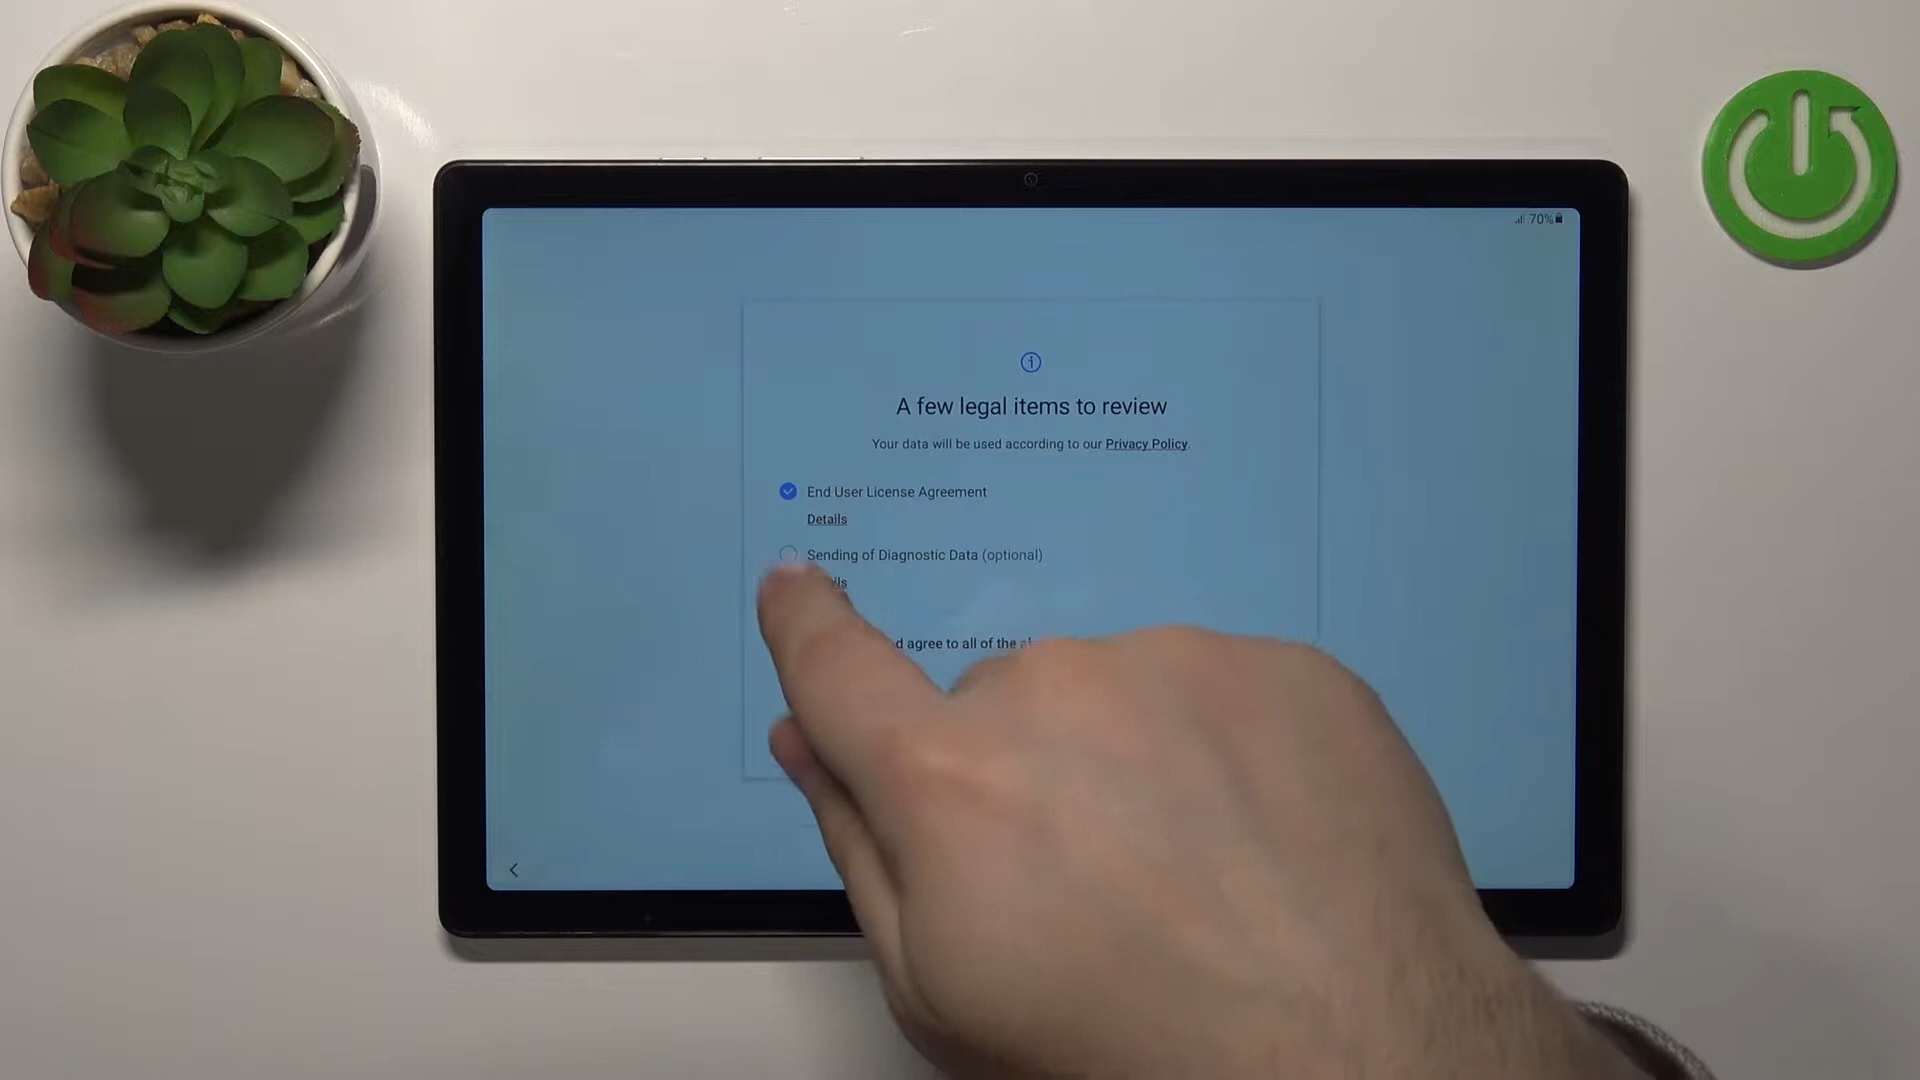 70%
A few legal items to review
Your data will be used according to our Privacy Policy.
End User License Agreement
Details
Sending of Diagnostic Data (optional)
agree to all of the